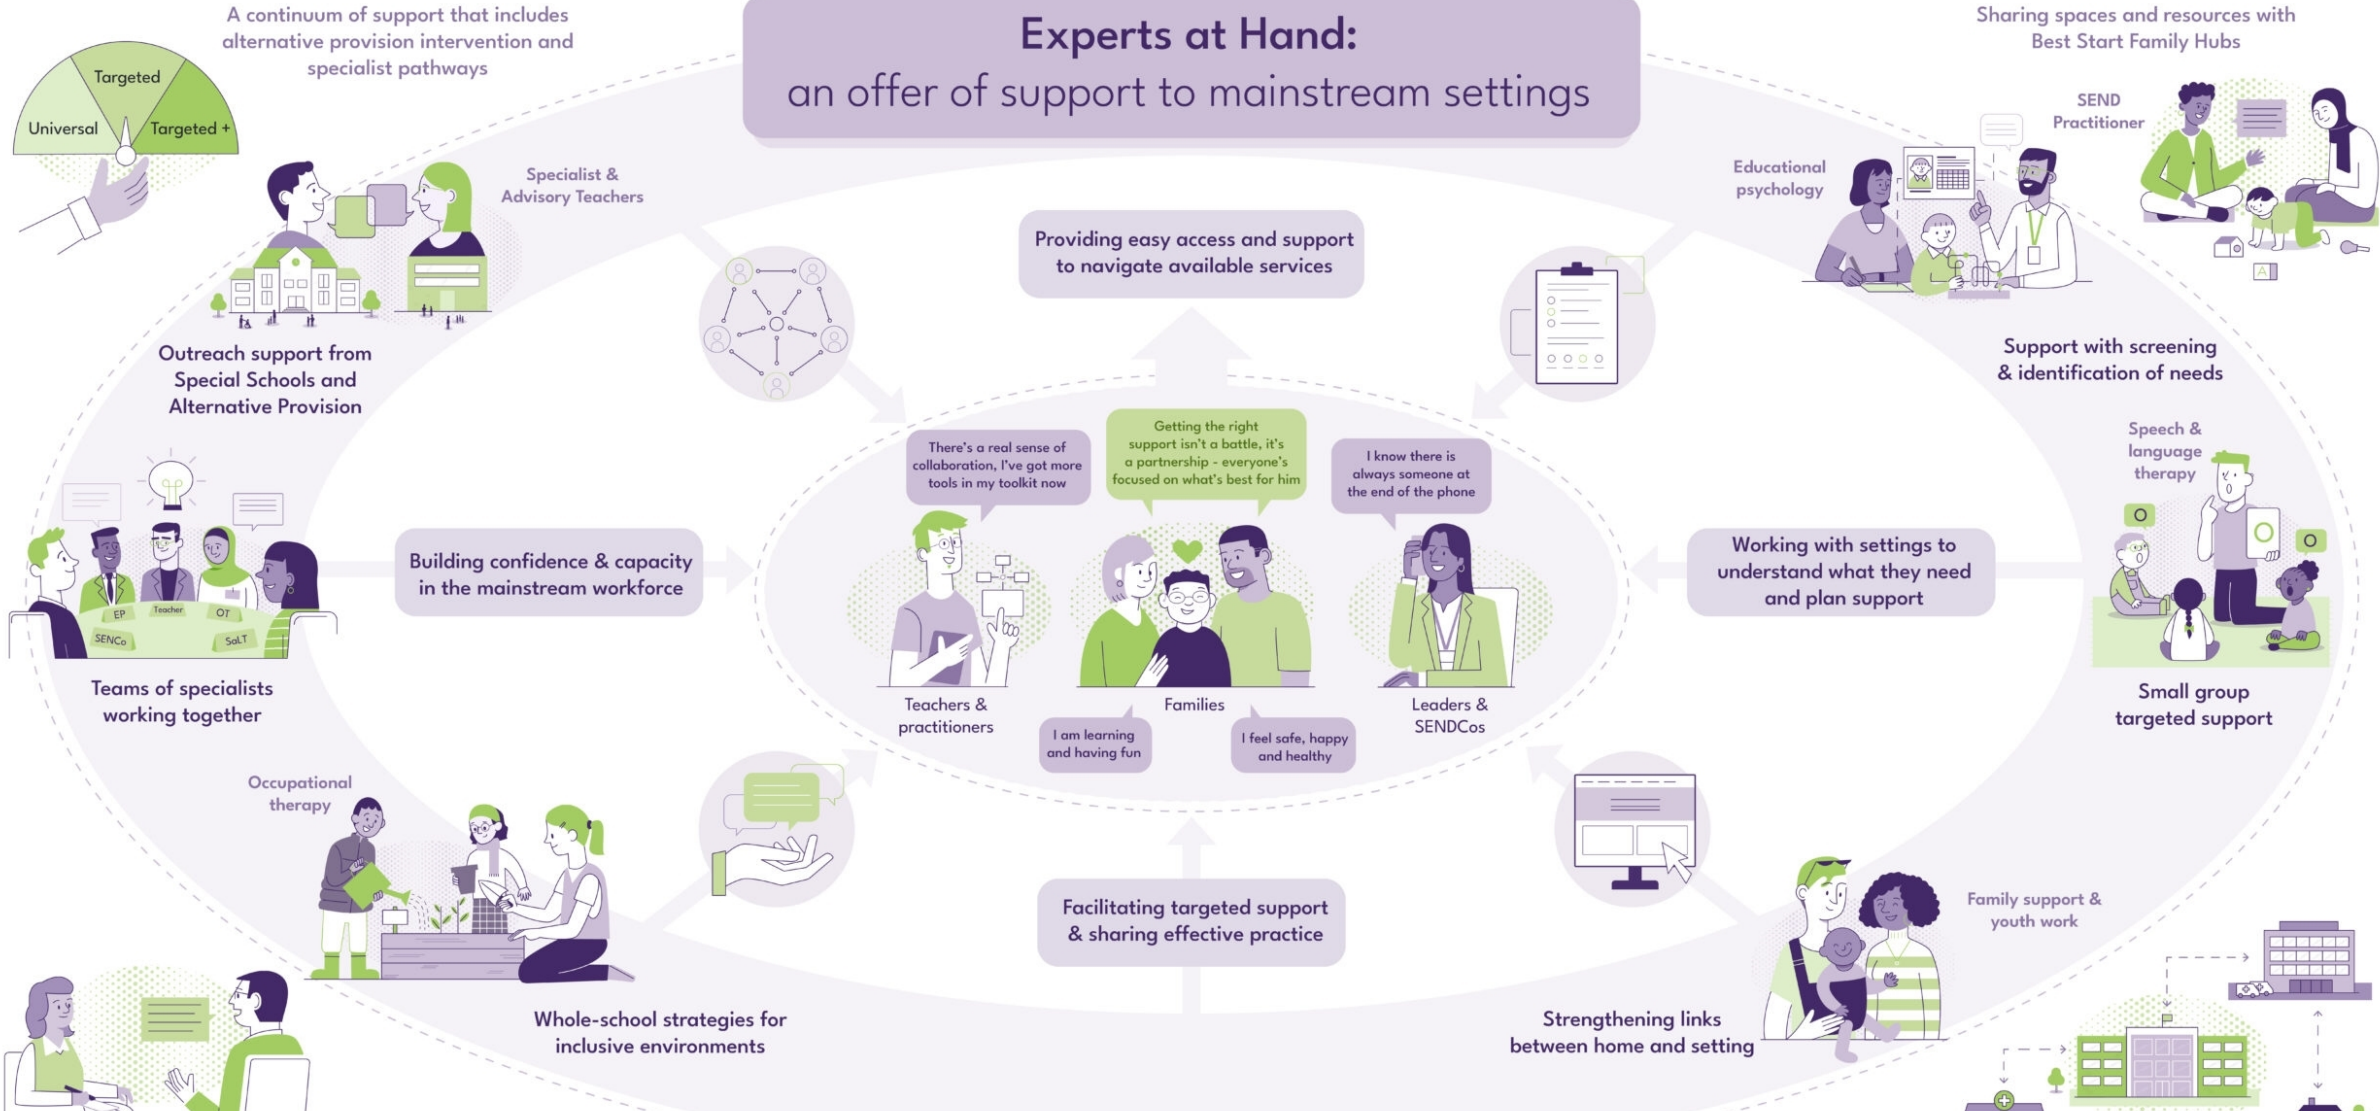 A continuum of support that includes
alternative provision intervention and
specialist pathways
Universal
Targeted
Targeted +
Experts at Hand:
an offer of support to mainstream settings
Sharing spaces and resources with
Best Start Family Hubs
SEND
Practitioner
Specialist &
Advisory Teachers
Educational
psychology
A
Providing easy access and support
to navigate available services
Outreach support from
Special Schools and
Alternative Provision
Support with screening
& identification of needs
Speech &
language
therapy
There's a real sense of
collaboration, I've got more
tools in my toolkit now
Getting the right
support isn't a battle, it's
a partnership - everyone's
focused on what's best for him
I know there is
always someone at
the end of the phone
O
O
O
EP
Teacher
OT
SENCo
SaLT
Building confidence & capacity
in the mainstream workforce
Working with settings to
understand what they need
and plan support
Teams of specialists
working together
Teachers &
practitioners
Families
Leaders &
SENDCos
Small group
targeted support
I am learning
and having fun
I feel safe, happy
and healthy
Occupational
therapy
Facilitating targeted support
& sharing effective practice
Family support &
youth work
Whole-school strategies for
inclusive environments
Strengthening links
between home and setting